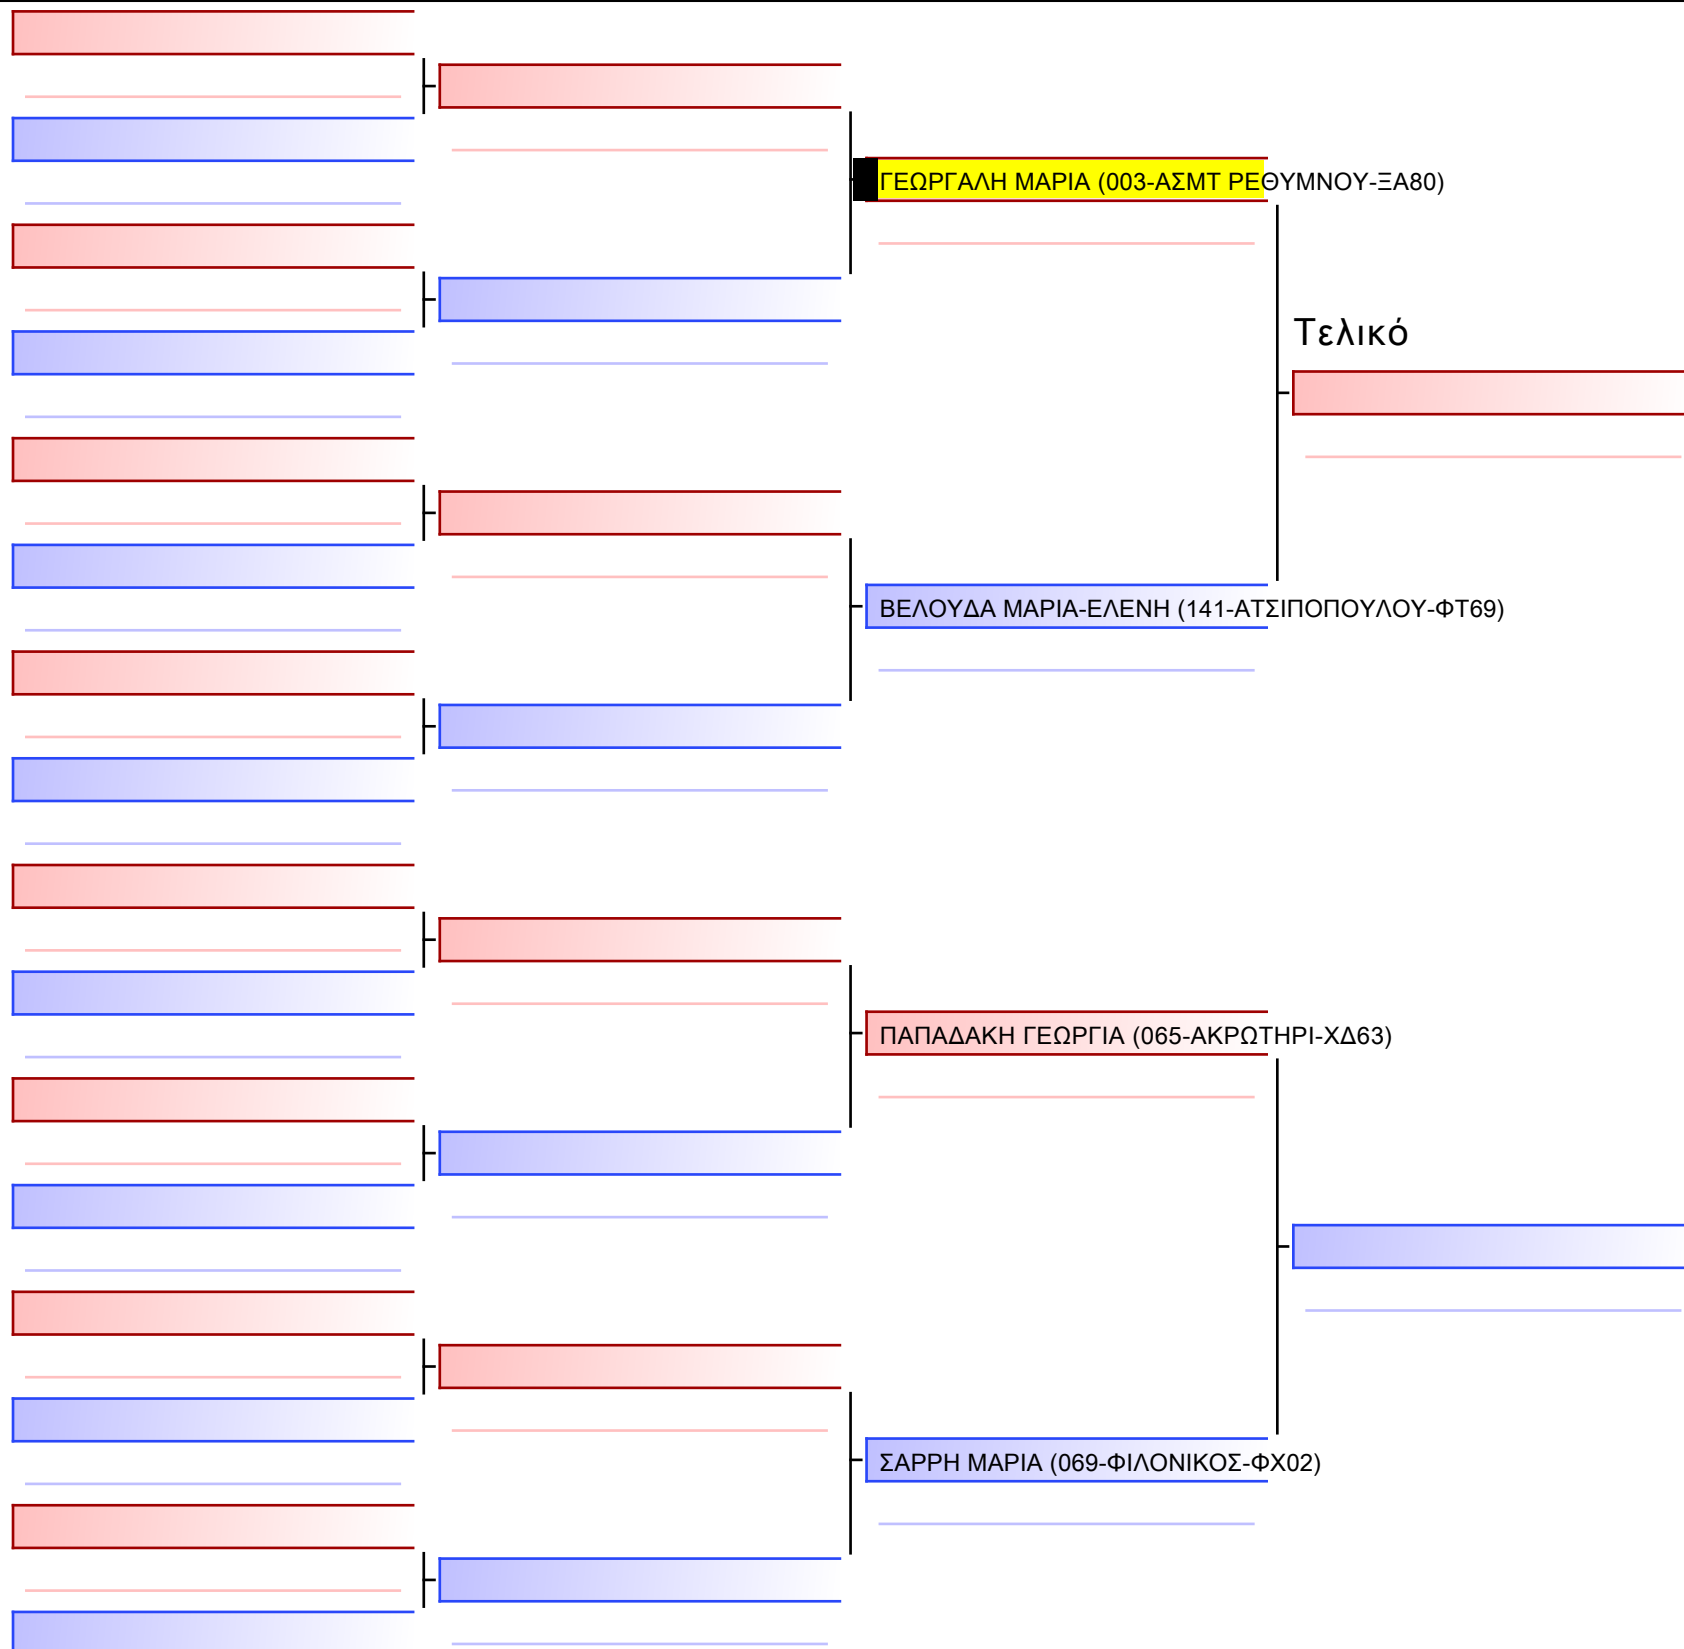 ΓΕΩΡΓΑΛΗ ΜΑΡΙΑ (003-ΑΣΜΤ ΡΕΘΥΜΝΟΥ-ΞΑ80)
Τελικό
ΒΕΛΟΥΔΑ ΜΑΡΙΑ-ΕΛΕΝΗ (141-ΑΤΣΙΠΟΠΟΥΛΟΥ-ΦΤ69)
ΠΑΠΑΔΑΚΗ ΓΕΩΡΓΙΑ (065-ΑΚΡΩΤΗΡΙ-ΧΔ63)
ΣΑΡΡΗ ΜΑΡΙΑ (069-ΦΙΛΟΝΙΚΟΣ-ΦΧ02)